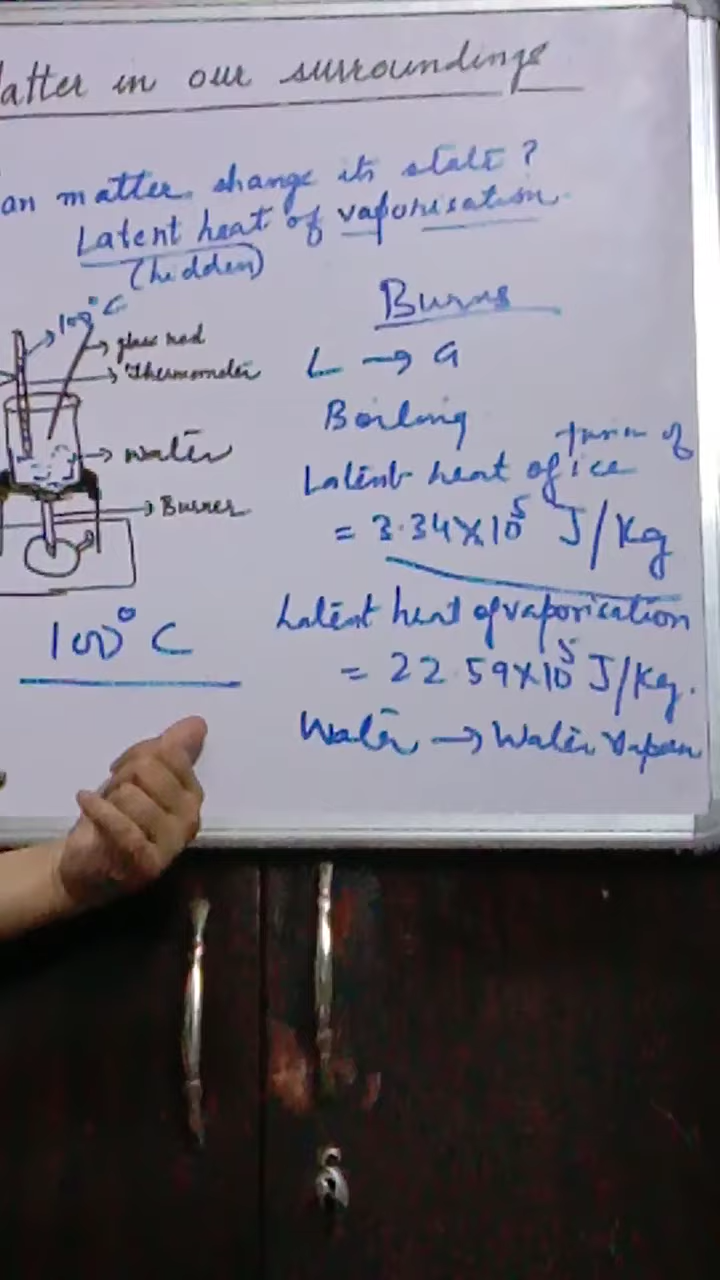 atter in our surroundings
an matter change its state?
Latent heat of vaporisation
(hidden)
100°C
glass rod
Thermometer
water
Burner
100°C
Burns
L → G
Boiling
Latent heat of ice
= 3.34×10⁵ J/Kg
Latent heat of vaporisation
= 22.59×10⁵ J/Kg.
Water → Water Vapour